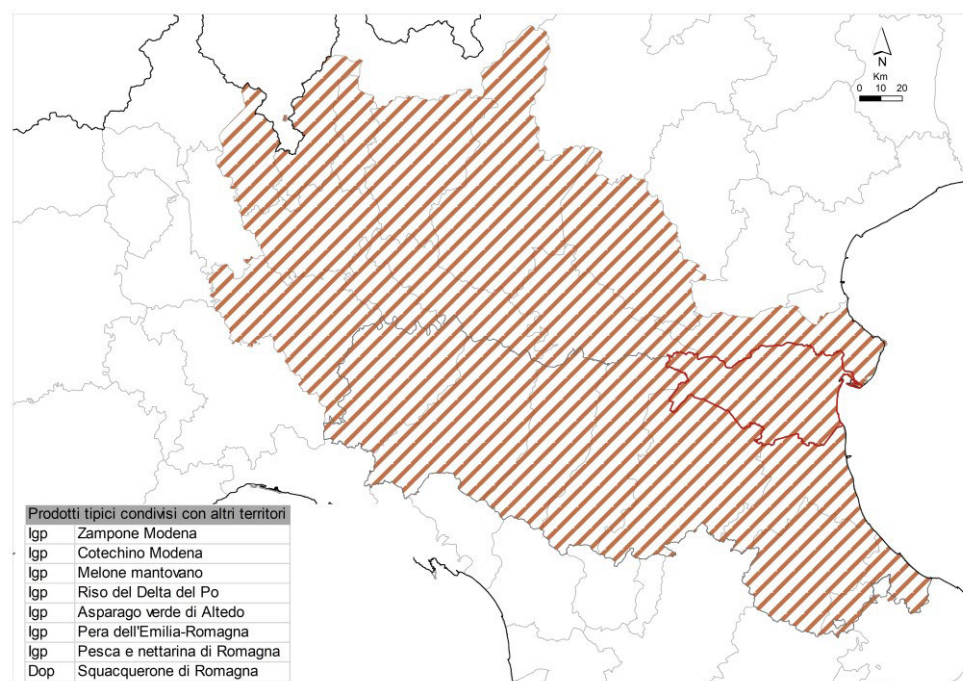 N
Km
0 10 20
Prodotti tipici condivisi con altri territori
Igp Zampone Modena
Igp Cotechino Modena
Igp Melone mantovano
Igp Riso del Delta del Po
Igp Asparago verde di Altedo
Igp Pera dell'Emilia-Romagna
Igp Pesca e nettarina di Romagna
Dop Squacquerone di Romagna